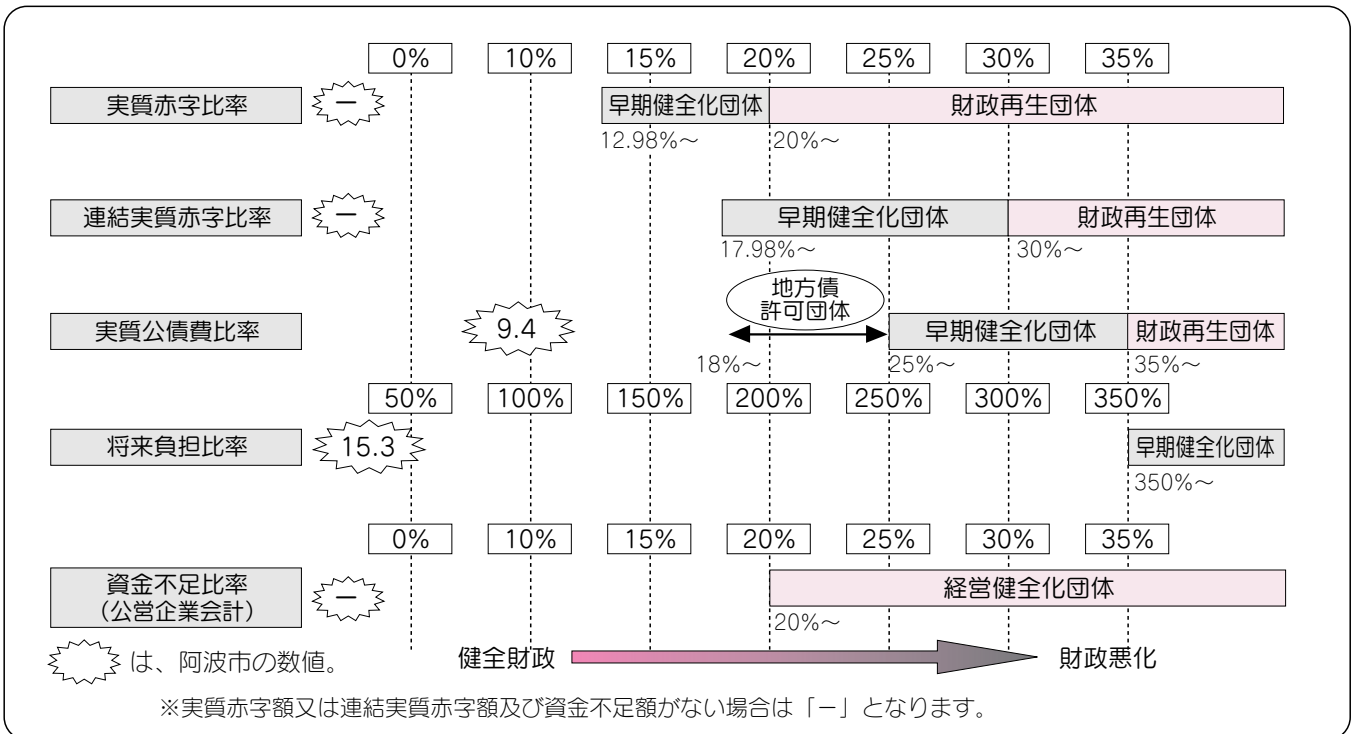 0% 10% 15% 20% 25% 30% 35%
実質赤字比率 － 早期健全化団体 財政再生団体
12.98%～ 20%～
連結実質赤字比率 － 早期健全化団体 財政再生団体
17.98%～ 30%～
地方債
許可団体
実質公債費比率 9.4 早期健全化団体 財政再生団体
18%～ 25%～ 35%～
50% 100% 150% 200% 250% 300% 350%
将来負担比率 15.3 早期健全化団体
350%～
0% 10% 15% 20% 25% 30% 35%
資金不足比率
（公営企業会計） － 経営健全化団体
20%～
は、阿波市の数値。 健全財政 財政悪化
※実質赤字額又は連結実質赤字額及び資金不足額がない場合は「－」となります。